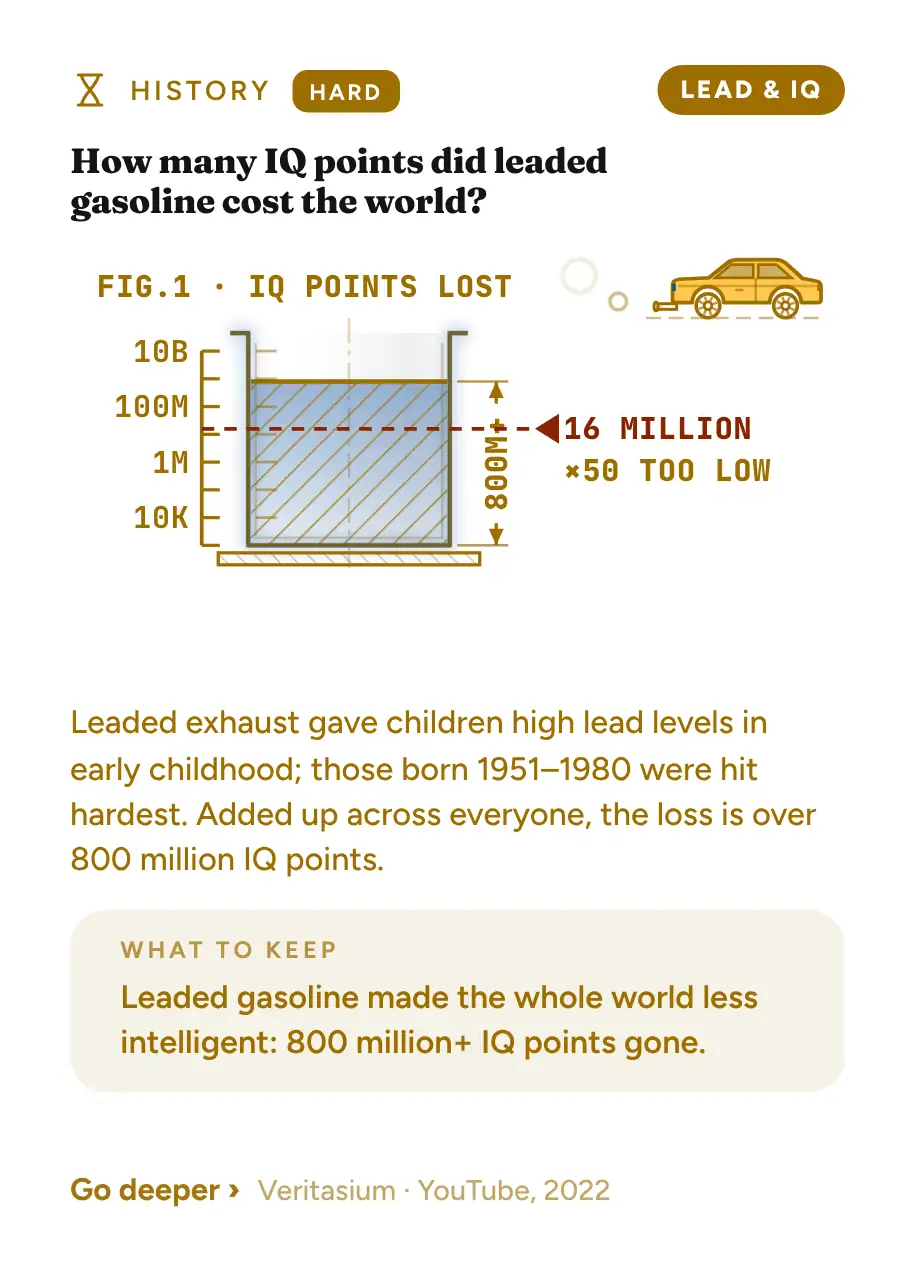 HISTORY HARD LEAD & IQ
How many IQ points did leaded
gasoline cost the world?
FIG.1 · IQ POINTS LOST
10B
100M
1M
10K
800M+
16 MILLION
×50 TOO LOW
Leaded exhaust gave children high lead levels in
early childhood; those born 1951–1980 were hit
hardest. Added up across everyone, the loss is over
800 million IQ points.
WHAT TO KEEP
Leaded gasoline made the whole world less
intelligent: 800 million+ IQ points gone.
Go deeper › Veritasium · YouTube, 2022